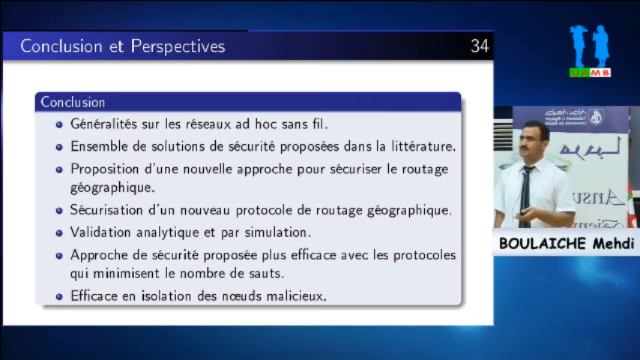 Conclusion et Perspectives 34
Conclusion
Généralités sur les réseaux ad hoc sans fil.
Ensemble de solutions de sécurité proposées dans la littérature.
Proposition d'une nouvelle approche pour sécuriser le routage
géographique.
Sécurisation d'un nouveau protocole de routage géographique.
Validation analytique et par simulation.
Approche de sécurité proposée plus efficace avec les protocoles
qui minimisent le nombre de sauts.
Efficace en isolation des nœuds malicieux.
UAMB
مرحبا
BOULAICHE Mehdi